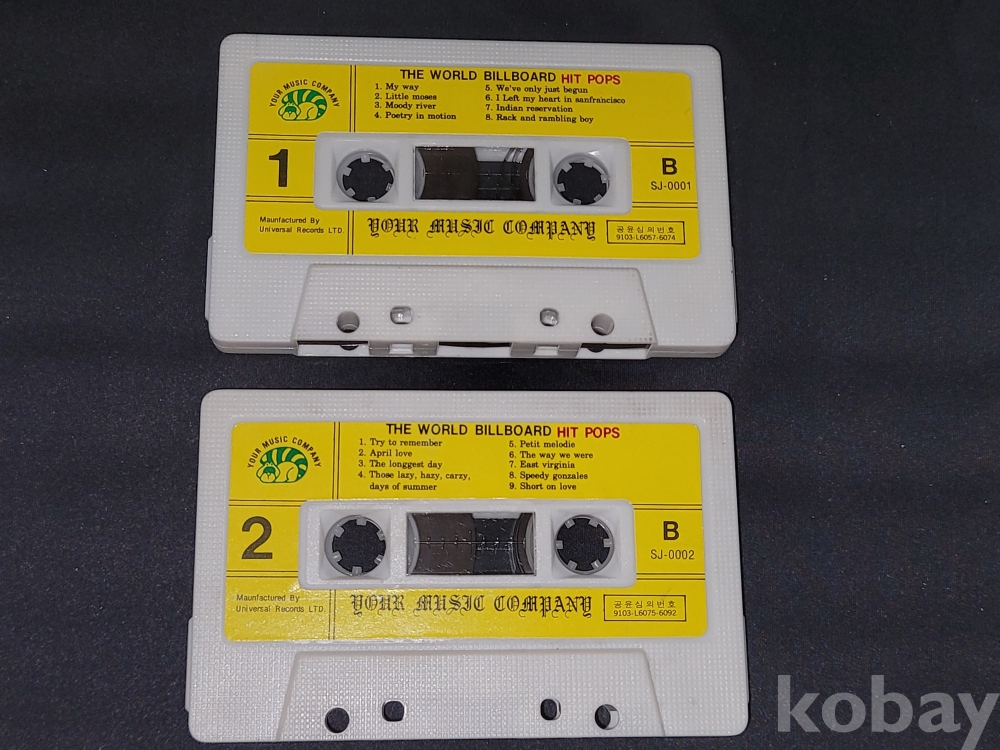 THE WORLD BILLBOARD HIT POPS
YOUR MUSIC COMPANY
1. My way
2. Little moses
3. Moody river
4. Poetry in motion
5. We've only just begun
6. I Left my heart in sanfrancisco
7. Indian reservation
8. Rack and rambling boy
1
B
SJ-0001
Maunfactured By
Universal Records LTD.
YOUR MUSIC COMPANY
공윤심의번호
9103-L6057-6074
THE WORLD BILLBOARD HIT POPS
YOUR MUSIC COMPANY
1. Try to remember
2. April love
3. The longgest day
4. Those lazy, hazy, carzy,
days of summer
5. Petit melodie
6. The way we were
7. East virginia
8. Speedy gonzales
9. Short on love
2
B
SJ-0002
Maunfactured By
Universal Records LTD.
YOUR MUSIC COMPANY
공윤심의번호
9103-L6075-6092
kobay